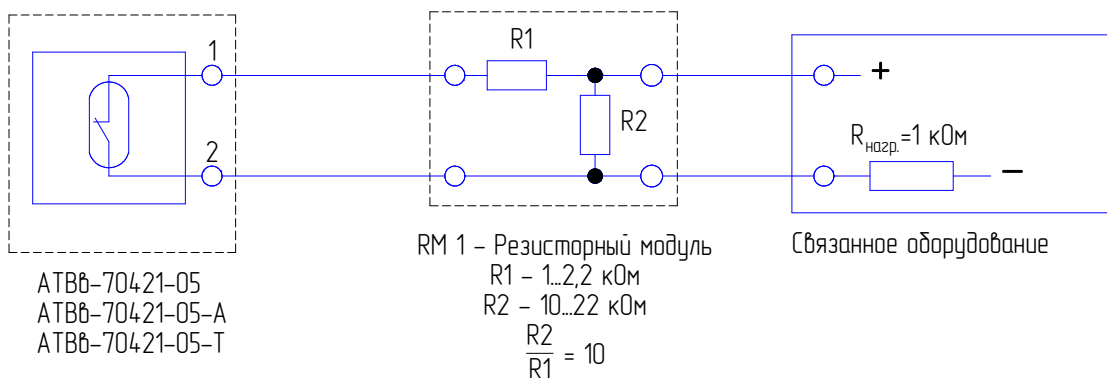 1
2
R1
R2
+
Rнагр.=1 кОм
–
АТВв-70421-05
АТВв-70421-05-А
АТВв-70421-05-Т
RM 1 – Резисторный модуль
R1 – 1...2,2 кОм
R2 – 10...22 кОм
R2
R1
= 10
Связанное оборудование